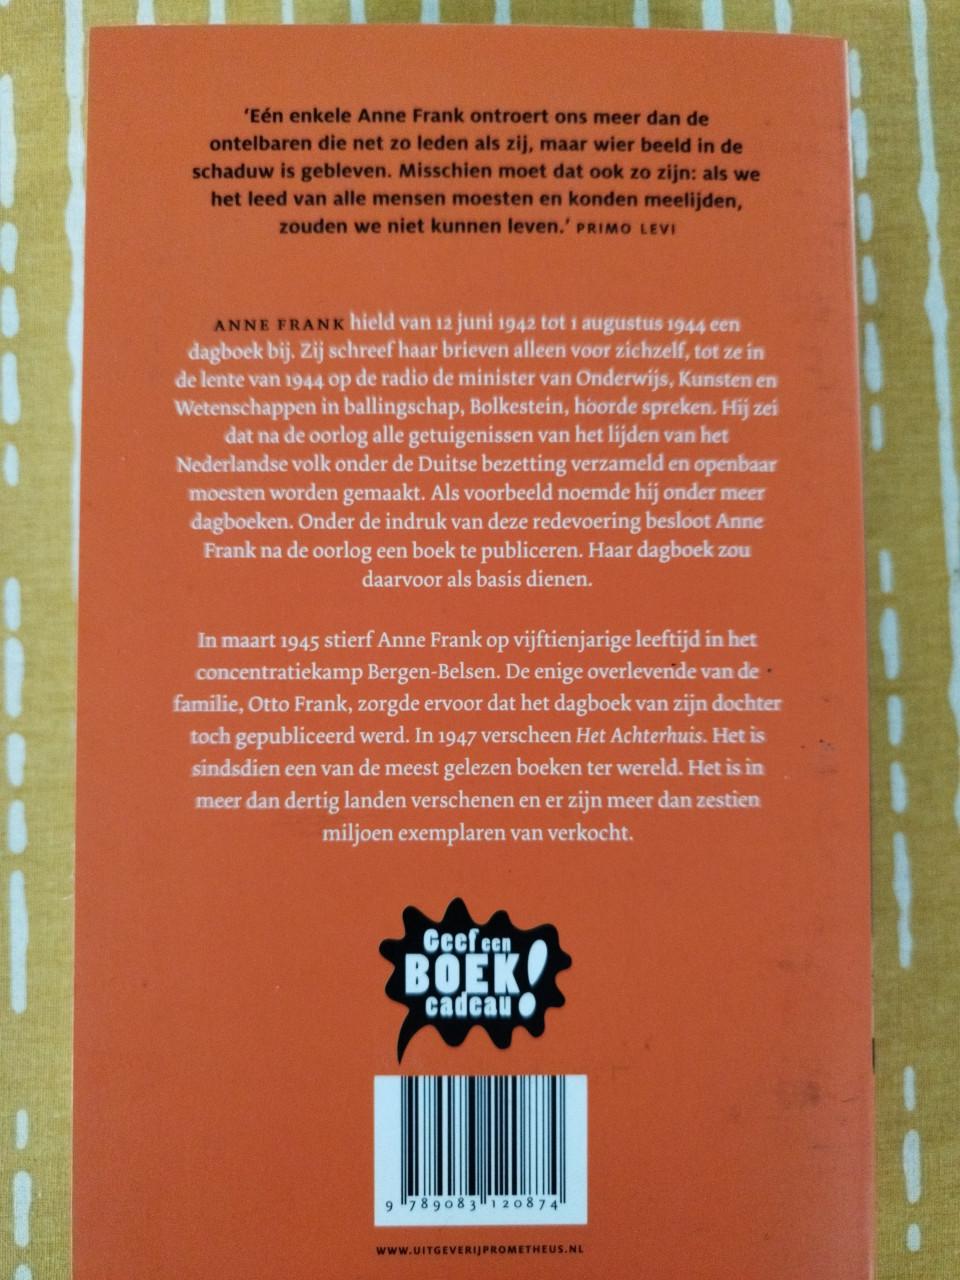 'Eén enkele Anne Frank ontroert ons meer dan de
ontelbaren die net zo leden als zij, maar wier beeld in de
schaduw is gebleven. Misschien moet dat ook zo zijn: als we
het leed van alle mensen moesten en konden meelijden,
zouden we niet kunnen leven.' PRIMO LEVI
ANNE FRANK hield van 12 juni 1942 tot 1 augustus 1944 een
dagboek bij. Zij schreef haar brieven alleen voor zichzelf, tot ze in
de lente van 1944 op de radio de minister van Onderwijs, Kunsten en
Wetenschappen in ballingschap, Bolkestein, hoorde spreken. Hij zei
dat na de oorlog alle getuigenissen van het lijden van het
Nederlandse volk onder de Duitse bezetting verzameld en openbaar
moesten worden gemaakt. Als voorbeeld noemde hij onder meer
dagboeken. Onder de indruk van deze redevoering besloot Anne
Frank na de oorlog een boek te publiceren. Haar dagboek zou
daarvoor als basis dienen.
In maart 1945 stierf Anne Frank op vijftienjarige leeftijd in het
concentratiekamp Bergen-Belsen. De enige overlevende van de
familie, Otto Frank, zorgde ervoor dat het dagboek van zijn dochter
toch gepubliceerd werd. In 1947 verscheen Het Achterhuis. Het is
sindsdien een van de meest gelezen boeken ter wereld. Het is in
meer dan dertig landen verschenen en er zijn meer dan zestien
miljoen exemplaren van verkocht.
Geef een
BOEK
cadeau!
9 789083 120874
WWW.UITGEVERIJPROMETHEUS.NL